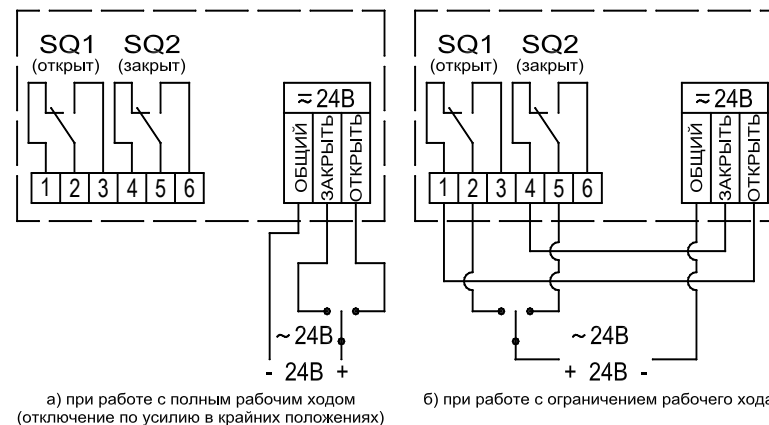 SQ1 SQ2
(открыт) (закрыт)
≂ 24В
ОБЩИЙ
ЗАКРЫТЬ
ОТКРЫТЬ
1 2 3 4 5 6
~ 24В
- 24В +
а) при работе с полным рабочим ходом
(отключение по усилию в крайних положениях)
SQ1 SQ2
(открыт) (закрыт)
≂ 24В
ОБЩИЙ
ЗАКРЫТЬ
ОТКРЫТЬ
1 2 3 4 5 6
~ 24В
+ 24В -
б) при работе с ограничением рабочего хода